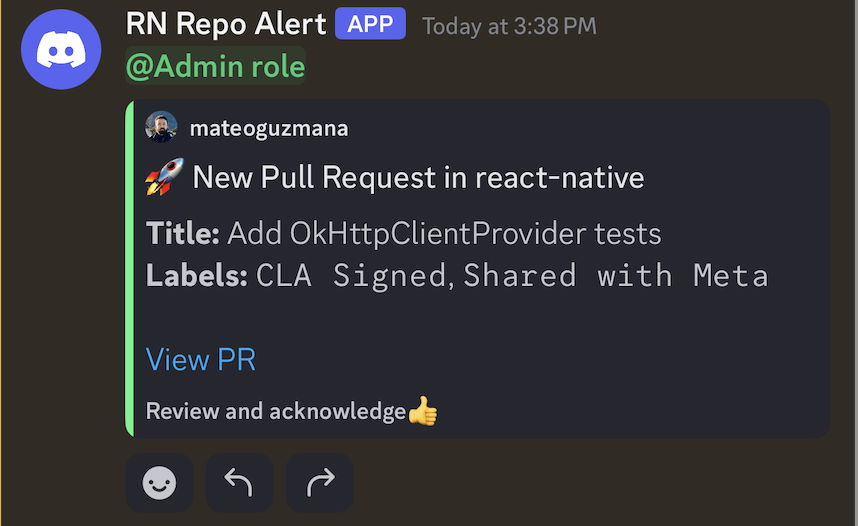 RN Repo Alert APP Today at 3:38 PM
@Admin role
mateoguzmana
🚀 New Pull Request in react-native
Title: Add OkHttpClientProvider tests
Labels: CLA Signed, Shared with Meta
View PR
Review and acknowledge👍